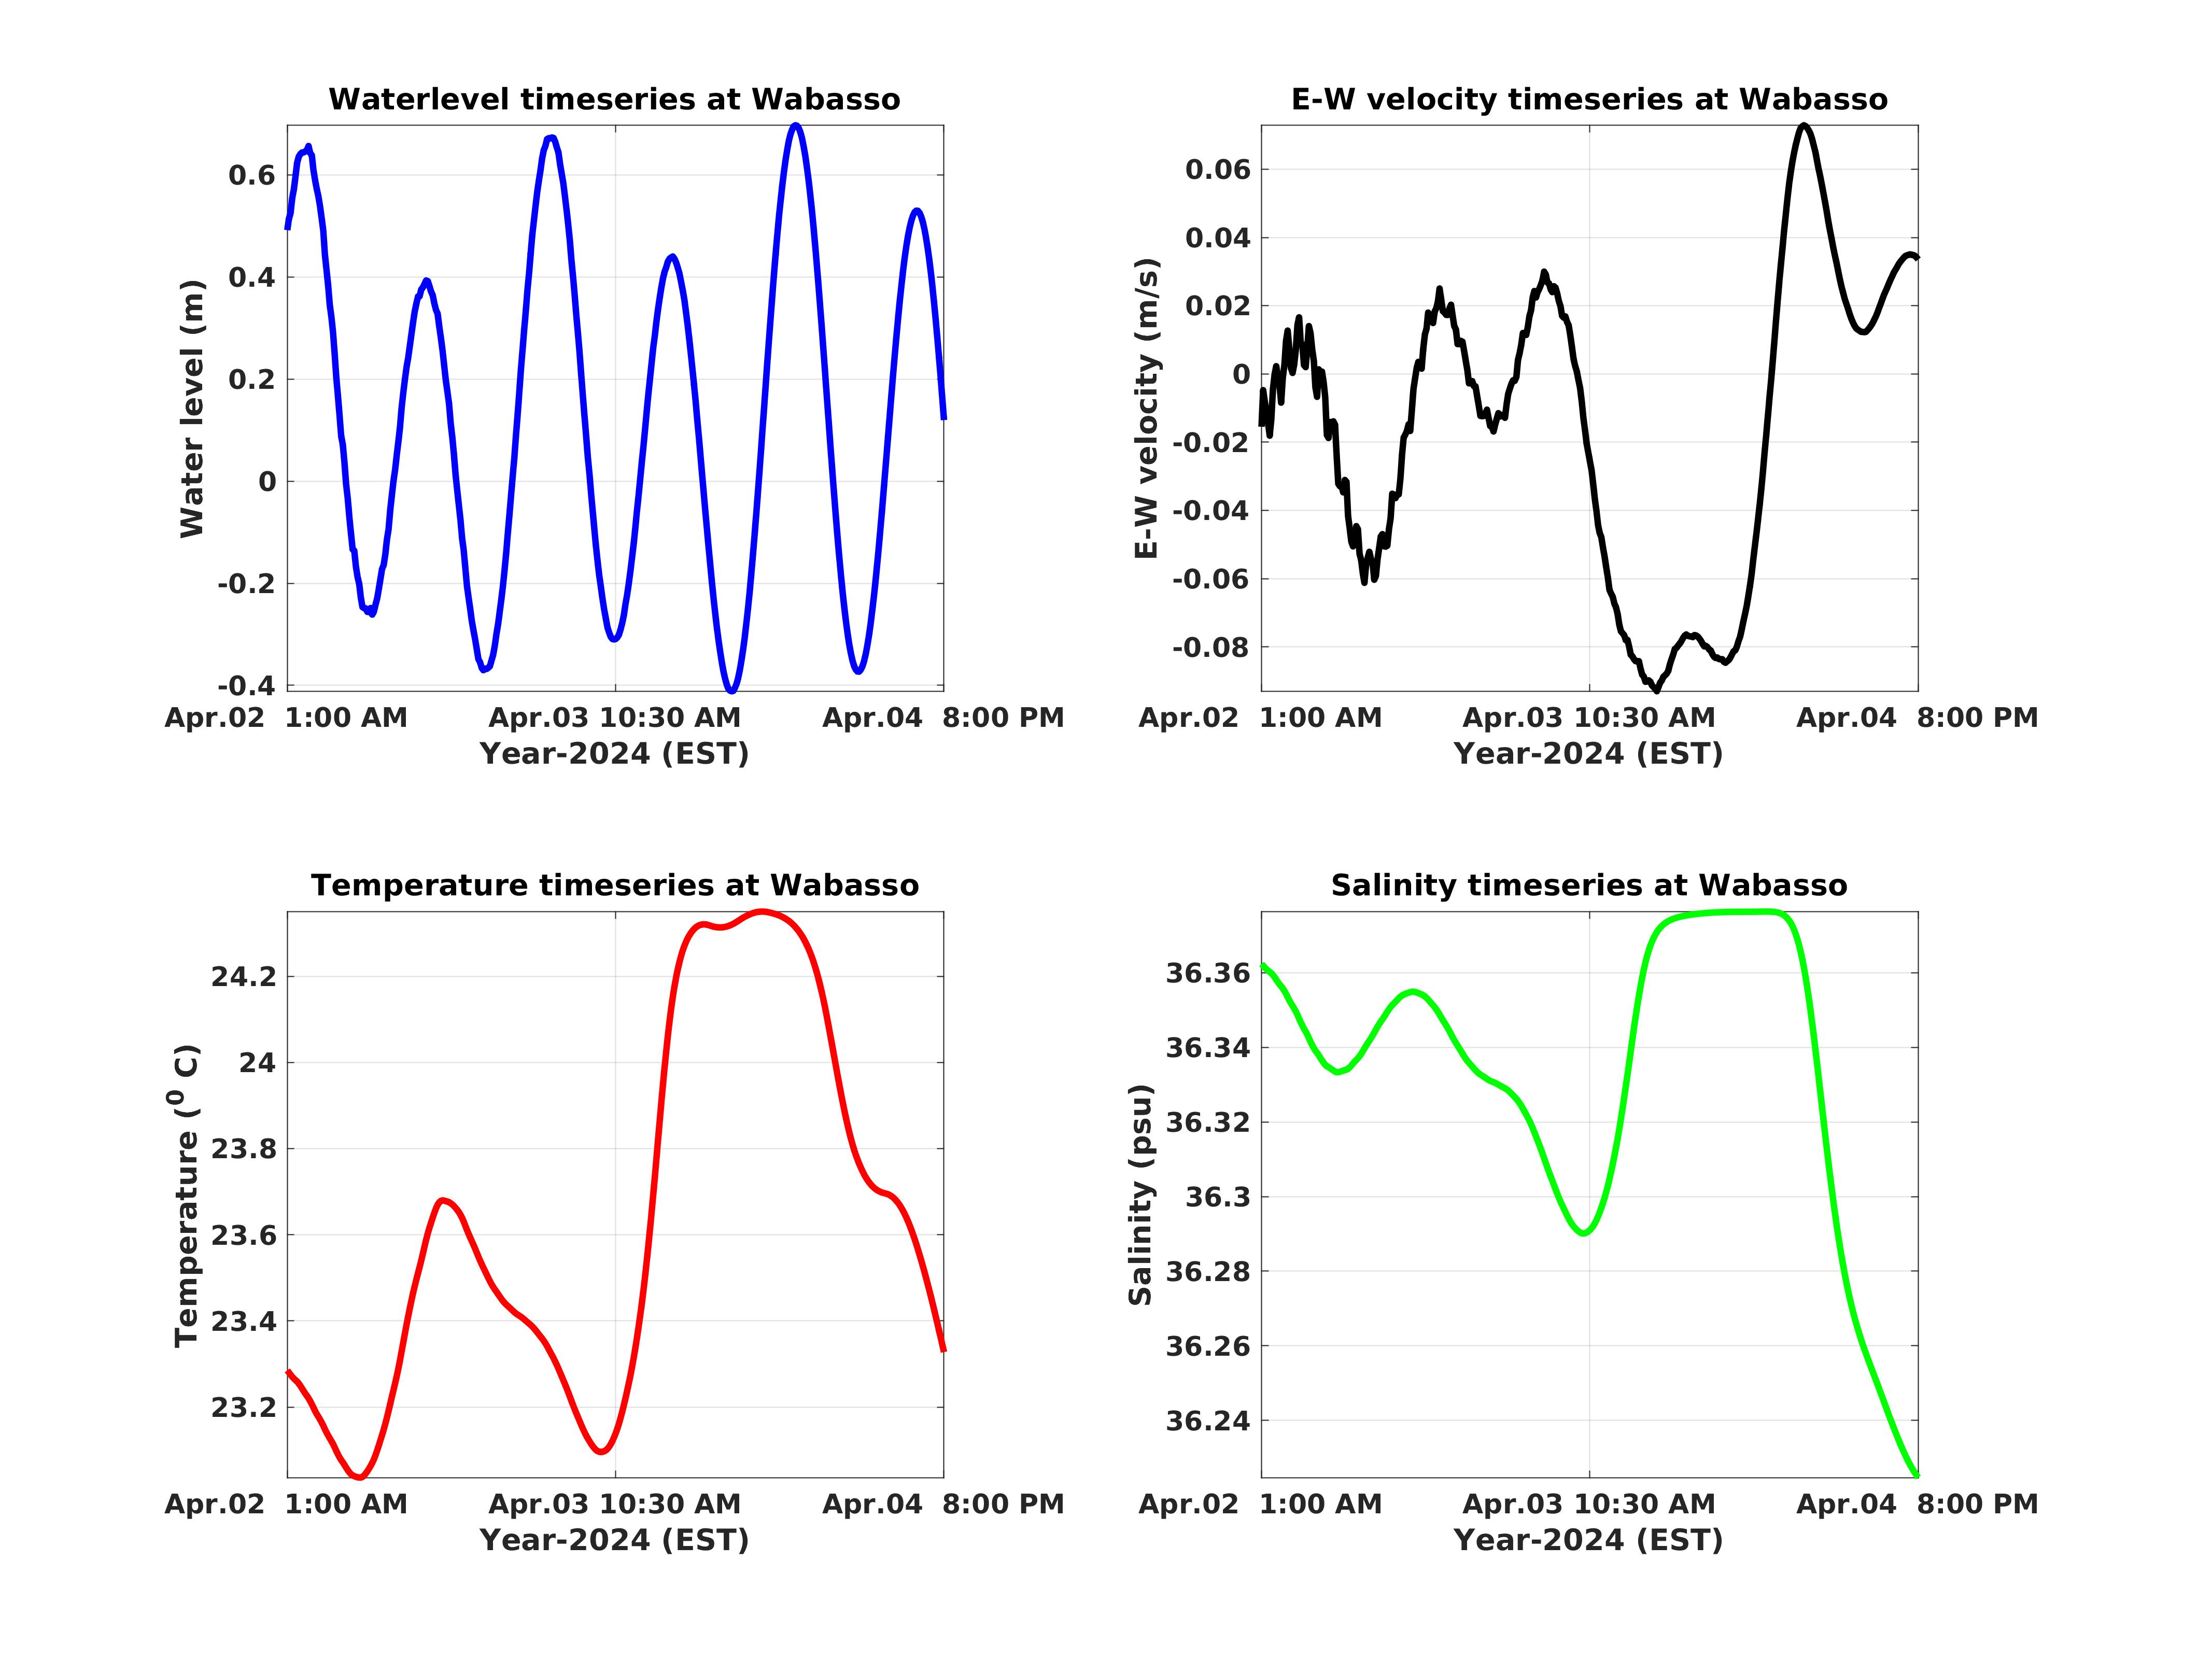 Waterlevel timeseries at Wabasso
0.6
0.4
0.2
0
-0.2
-0.4
Water level (m)
Apr.02 1:00 AM Apr.03 10:30 AM Apr.04 8:00 PM
Year-2024 (EST)
E-W velocity timeseries at Wabasso
0.06
0.04
0.02
0
-0.02
-0.04
-0.06
-0.08
E-W velocity (m/s)
Apr.02 1:00 AM Apr.03 10:30 AM Apr.04 8:00 PM
Year-2024 (EST)
Temperature timeseries at Wabasso
24.2
24
23.8
23.6
23.4
23.2
Temperature (⁰ C)
Apr.02 1:00 AM Apr.03 10:30 AM Apr.04 8:00 PM
Year-2024 (EST)
Salinity timeseries at Wabasso
36.36
36.34
36.32
36.3
36.28
36.26
36.24
Salinity (psu)
Apr.02 1:00 AM Apr.03 10:30 AM Apr.04 8:00 PM
Year-2024 (EST)